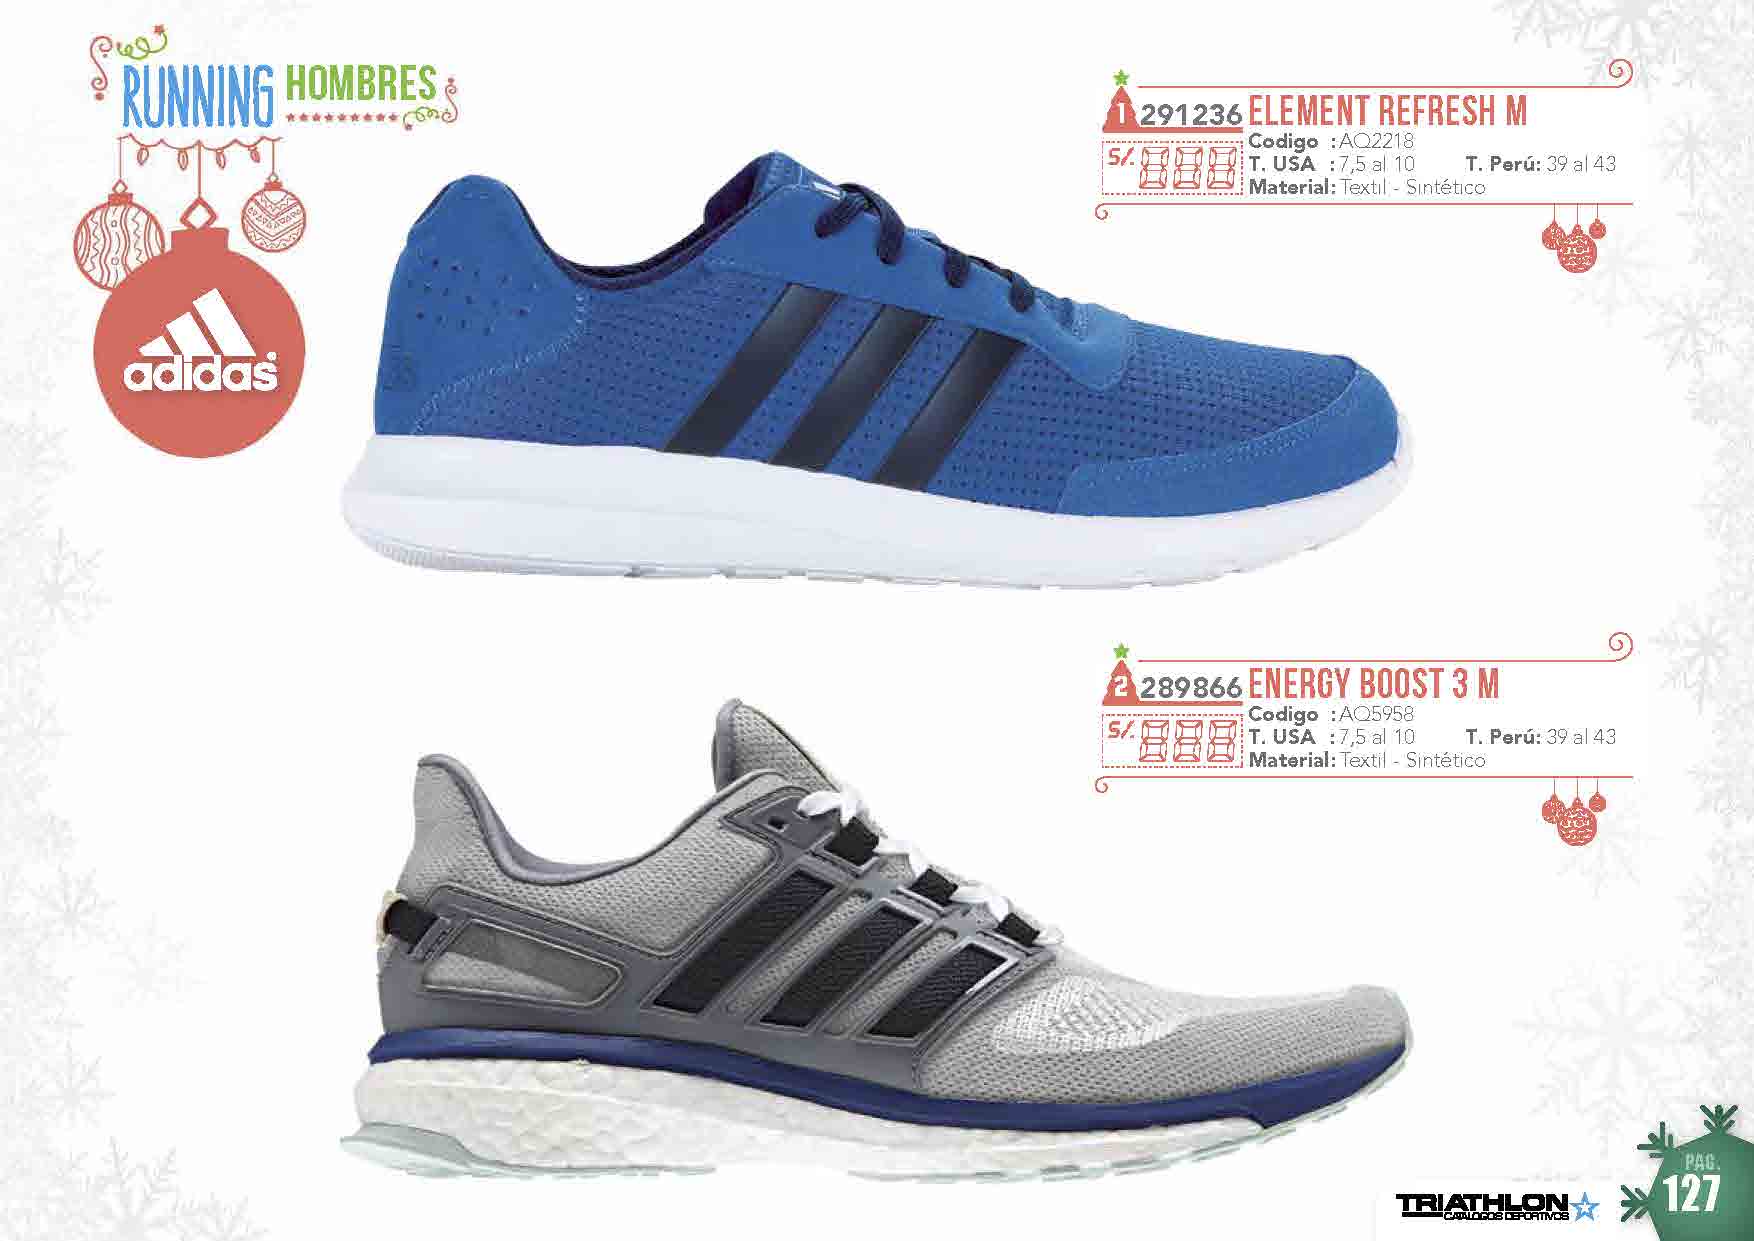 RUNNING HOMBRES
adidas
1 291236 ELEMENT REFRESH M
Codigo : AQ2218
S/. 888 T. USA : 7,5 al 10 T. Perú: 39 al 43
Material: Textil - Sintético
2 289866 ENERGY BOOST 3 M
Codigo : AQ5958
S/. 888 T. USA : 7,5 al 10 T. Perú: 39 al 43
Material: Textil - Sintético
PAG.
127
TRIATHLON
CATALOGOS DEPORTIVOS